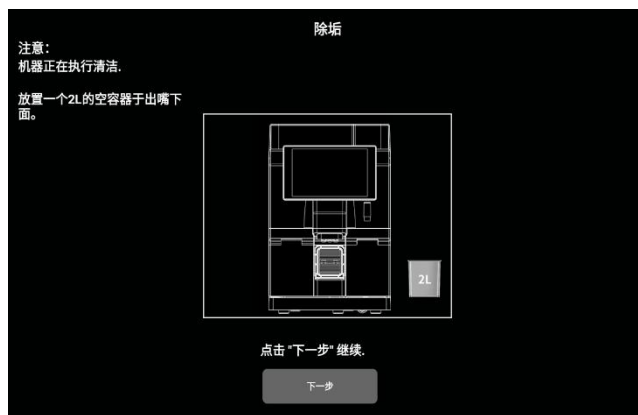 除垢
注意：
机器正在执行清洁.
放置一个2L的空容器于出嘴下
面。
2L
点击 "下一步" 继续.
下一步